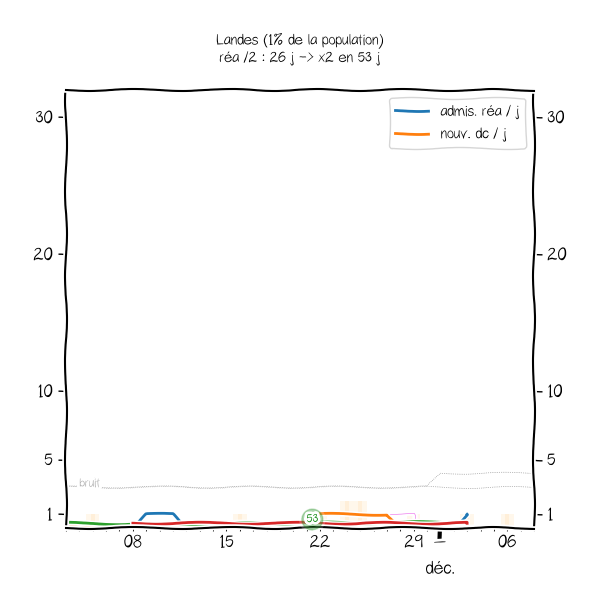 Landes (1% de la population)
réa /2 : 26 j -> x2 en 53 j
admis. réa / j
nouv. dc / j
30
30
20
20
10
10
5
5
bruit
1
1
53
08
15
22
29
1
06
déc.